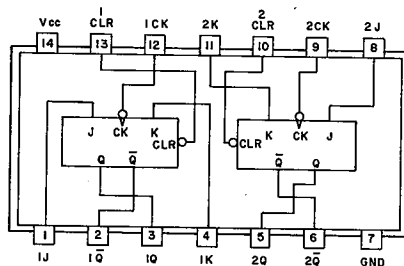 Vcc 1 CLR 1CK 2K 2 CLR 2CK 2J
14 13 12 11 10 9 8
J CK K CLR
Q Q̅
K CK J CLR
Q̅ Q
1 2 3 4 5 6 7
1J 1Q̅ 1Q 1K 2Q 2Q̅ GND